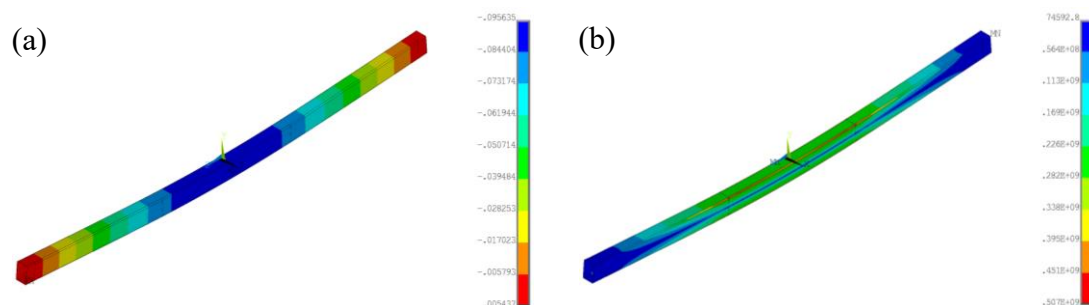 (a)
-.095635
-.084404
-.073174
-.061944
-.050714
-.039484
-.028253
-.017023
-.005793
.005437
(b)
MN
74592.8
.564E+08
.113E+09
.169E+09
.226E+09
.282E+09
.338E+09
.395E+09
.451E+09
.507E+09